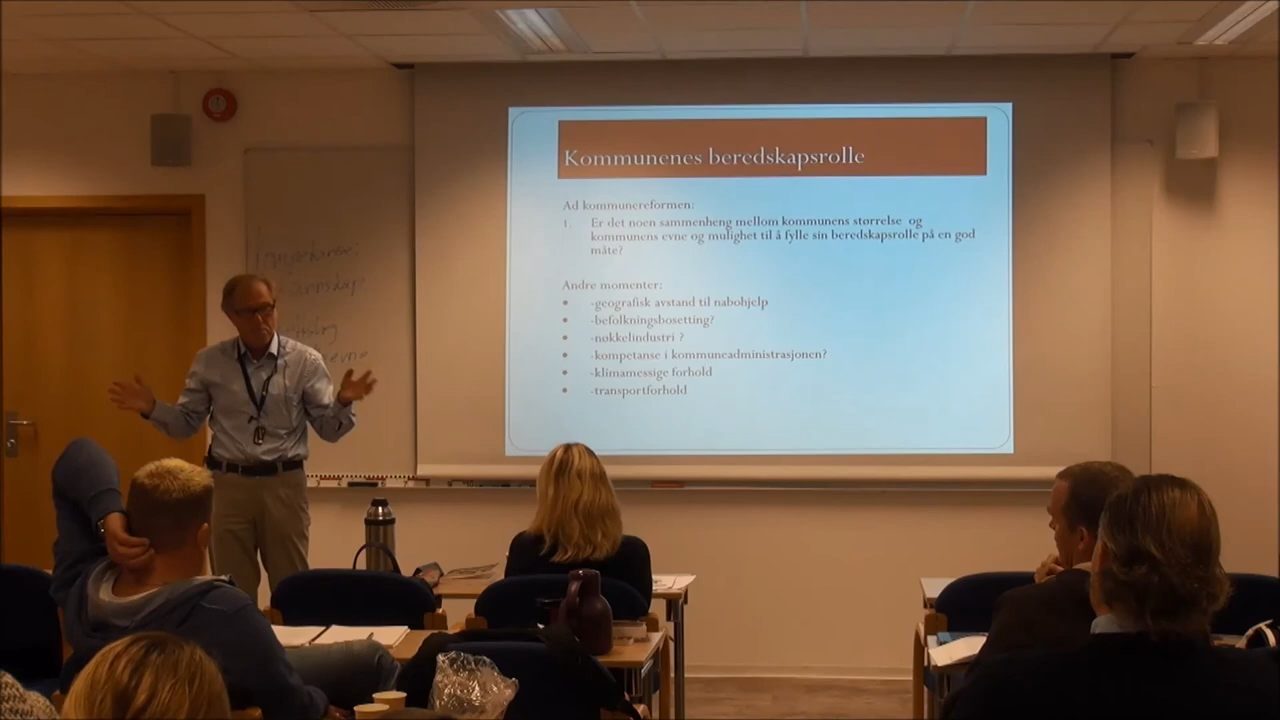 Kommunenes beredskapsrolle
Ad kommunereformen:
1. Er det noen sammenheng mellom kommunens størrelse og
kommunens evne og mulighet til å fylle sin beredskapsrolle på en god
måte?
Andre momenter:
• -geografisk avstand til nabohjelp
• -befolkningsbosetting?
• -nøkkelindustri ?
• -kompetanse i kommuneadministrasjonen?
• -klimamessige forhold
• -transportforhold